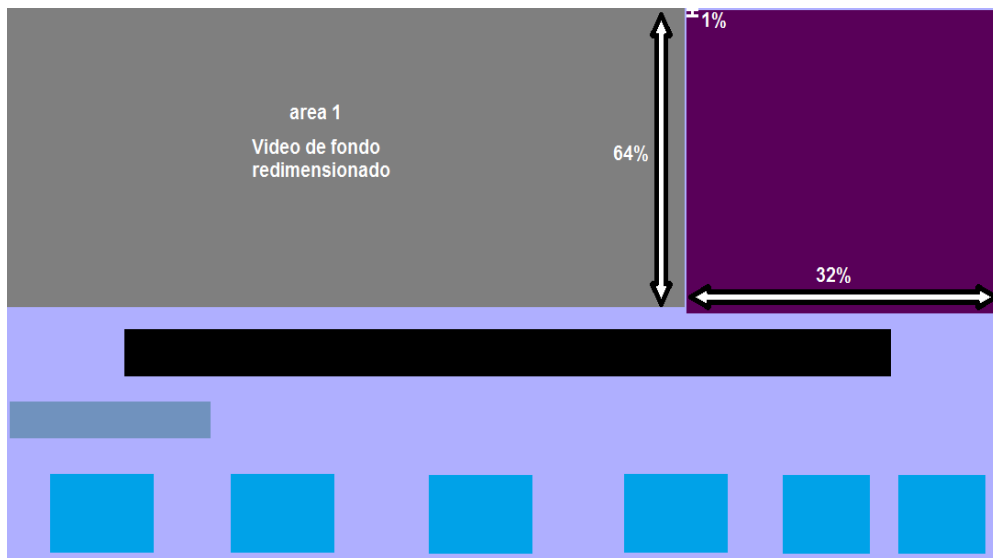 1%
area 1
Video de fondo
redimensionado
64%
32%